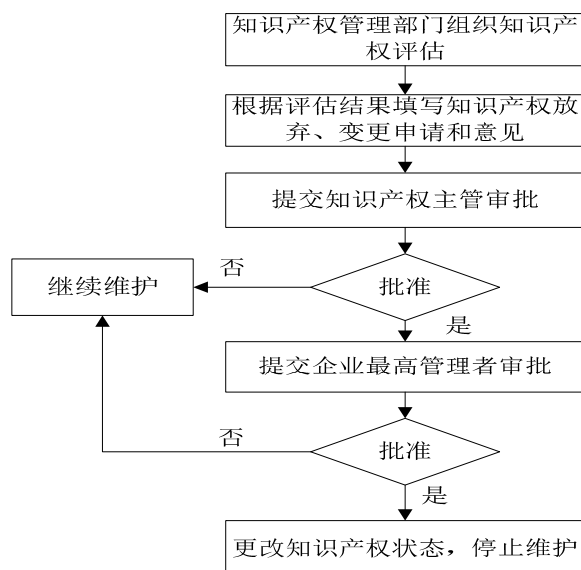 知识产权管理部门组织知识产
权评估
根据评估结果填写知识产权放
弃、变更申请和意见
提交知识产权主管审批
否
继续维护
批准
是
提交企业最高管理者审批
否
批准
是
更改知识产权状态，停止维护